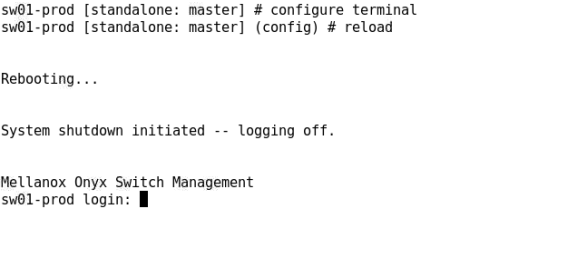 sw01-prod [standalone: master] # configure terminal
sw01-prod [standalone: master] (config) # reload
Rebooting...
System shutdown initiated -- logging off.
Mellanox Onyx Switch Management
sw01-prod login: